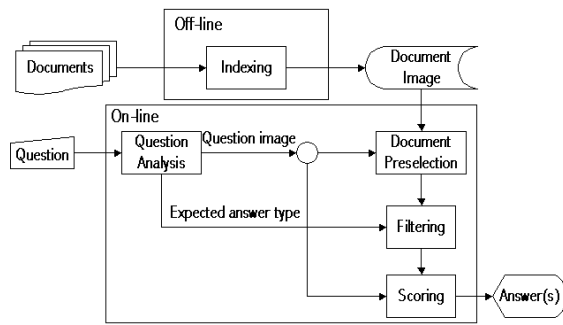 Off-line
Documents
Indexing
Document
Image
On-line
Question
Question
Analysis
Question image
Document
Preselection
Expected answer type
Filtering
Scoring
Answer(s)